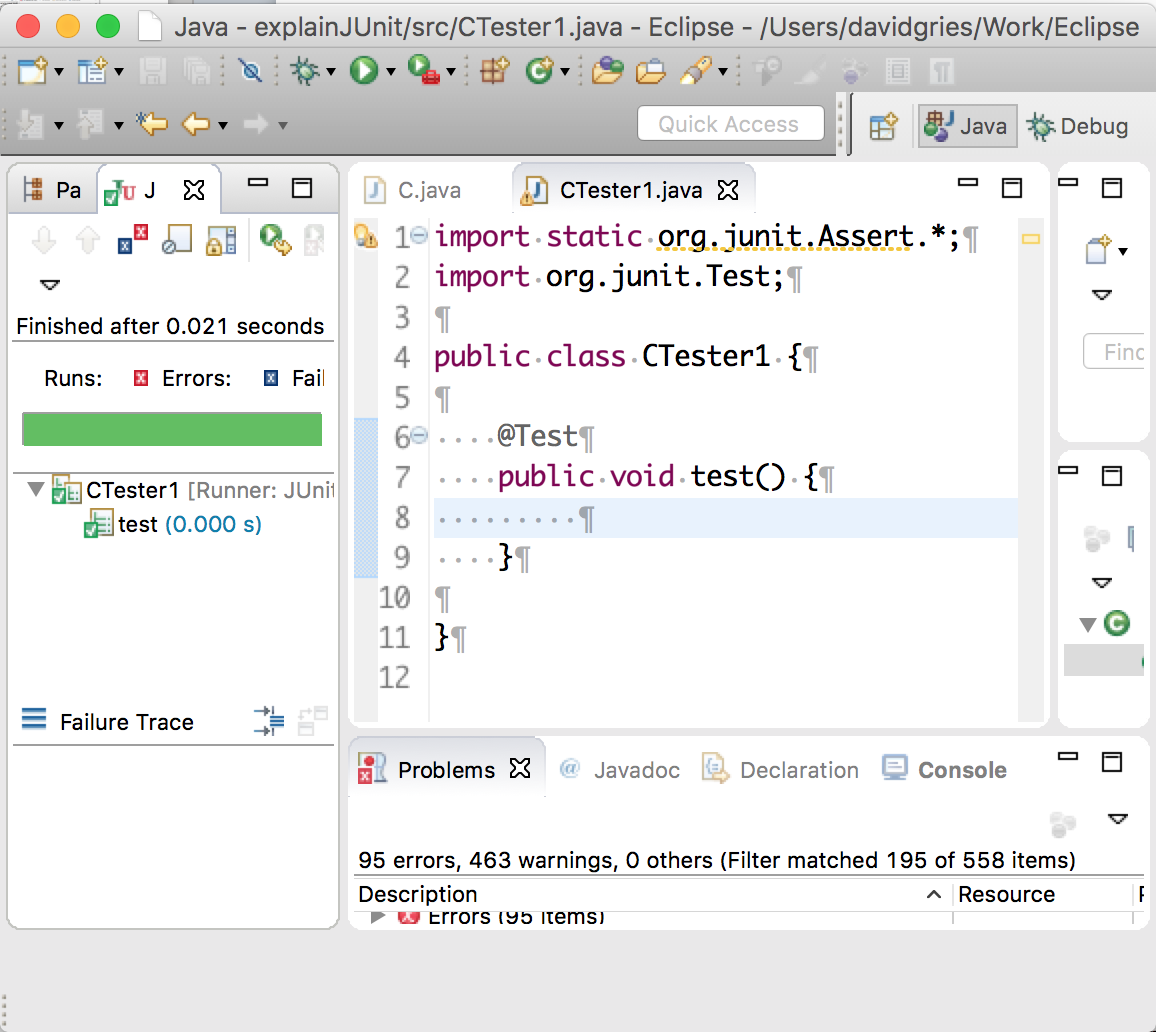 Java - explainJUnit/src/CTester1.java - Eclipse - /Users/davidgries/Work/Eclipse
Quick Access
Java
Debug
Pa
J
Finished after 0.021 seconds
Runs:
Errors:
Fail
CTester1 [Runner: JUnit
test (0.000 s)
Failure Trace
C.java
CTester1.java
1 import·static·org.junit.Assert.*;¶
2 import·org.junit.Test;¶
3 ¶
4 public·class·CTester1·{¶
5 ¶
6 ····@Test¶
7 ····public·void·test()·{¶
8 ·········¶
9 ····}¶
10 ¶
11 }¶
12
Find
Problems
Javadoc
Declaration
Console
95 errors, 463 warnings, 0 others (Filter matched 195 of 558 items)
Description
Resource
Errors (95 items)